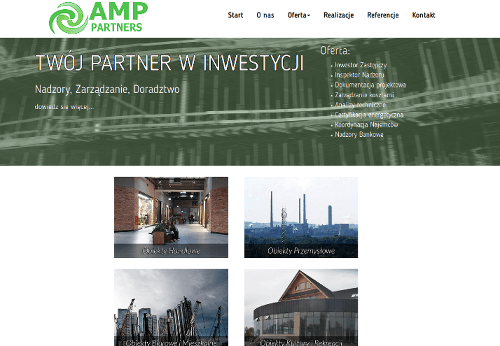 AMP
PARTNERS
Start O nas Oferta Realizacje Referencje Kontakt
TWÓJ PARTNER W INWESTYCJI
Nadzory, Zarządzanie, Doradztwo
dowiedz się więcej...
Oferta:
• Inwestor Zastępczy
• Inspektor Nadzoru
• Dokumentacja projektowa
• Zarządzanie kosztami
• Analizy techniczne
• Certyfikacja energetyczna
• Koordynacja Najemców
• Nadzory Bankowe
Obiekty Handlowe
Obiekty Przemysłowe
Obiekty Biurowe i Mieszkalne
Obiekty Kultury i Rekreacji